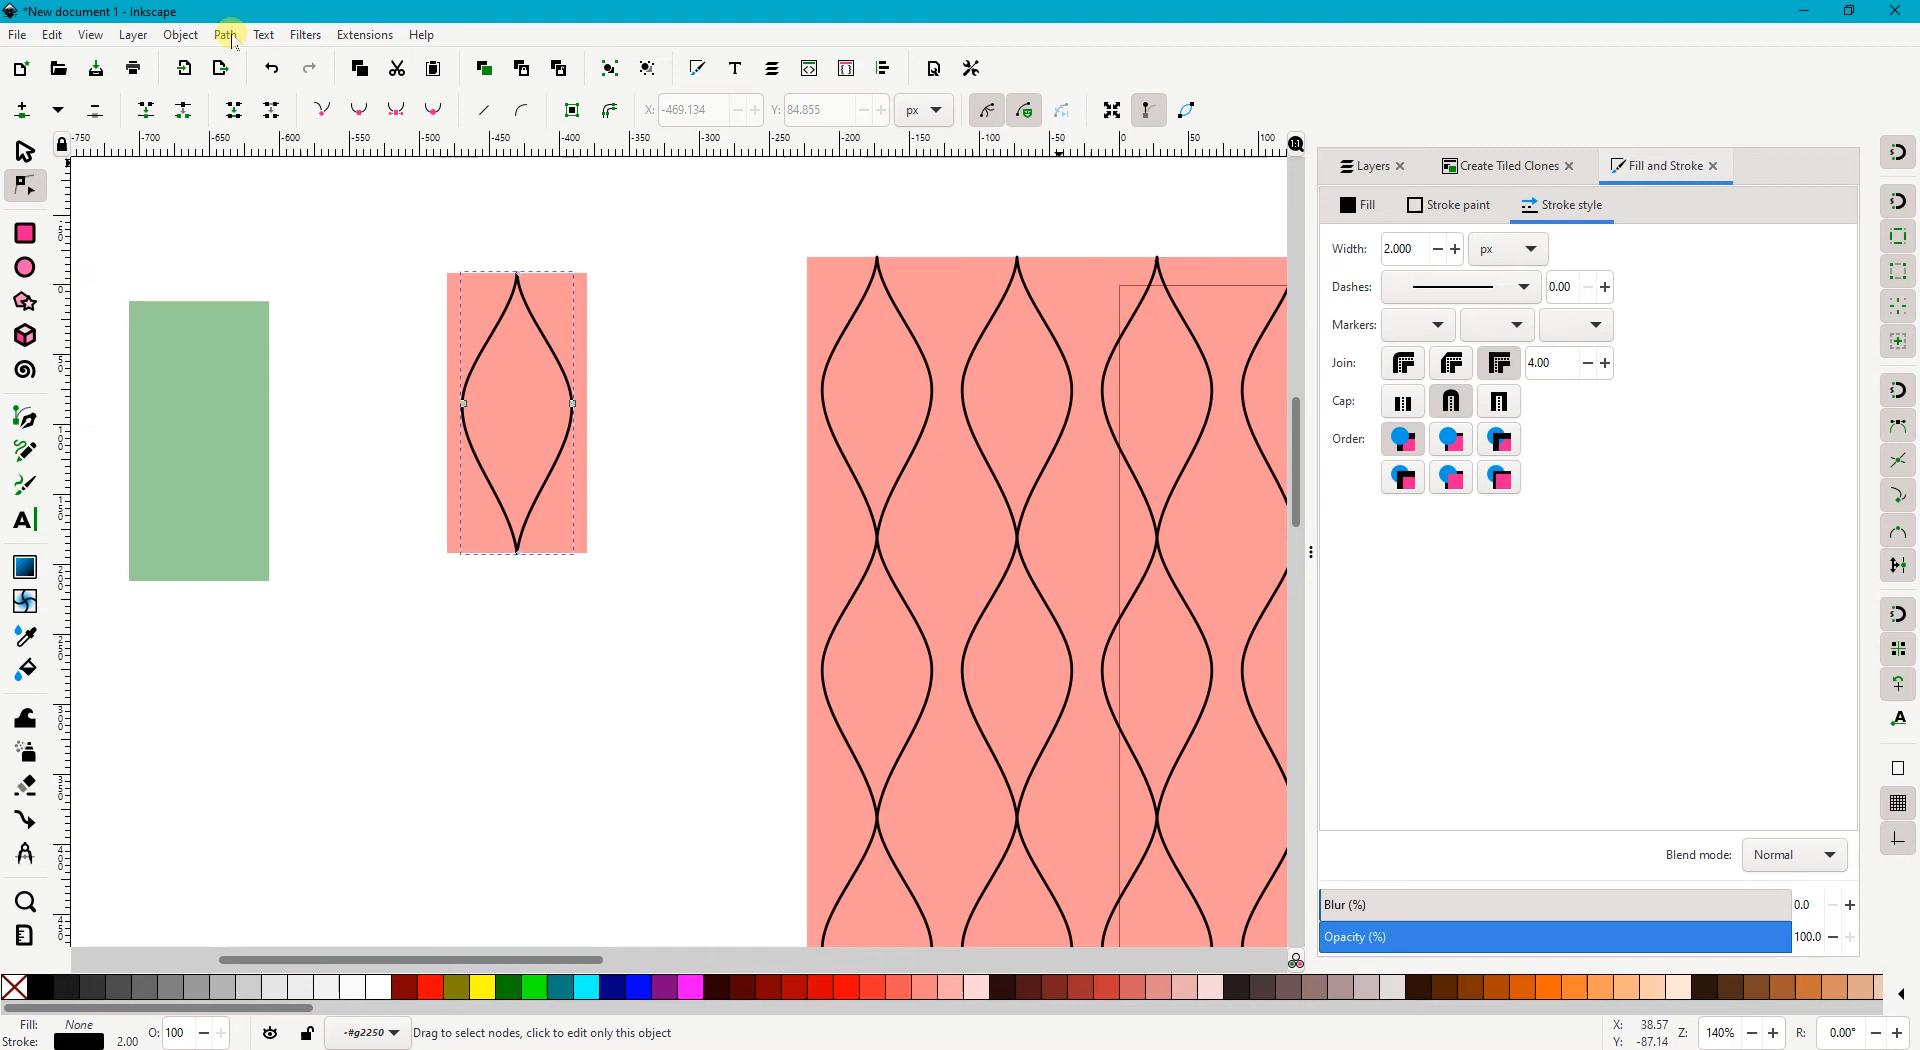 *New document 1 - Inkscape
File Edit View Layer Object Path Text Filters Extensions Help
X: -469.134 Y: 84.855 px
-750 -700 -650 -600 -550 -500 -450 -400 -350 -300 -250 -200 -150 -100 -50 0 50 100
Layers Create Tiled Clones Fill and Stroke
Fill Stroke paint Stroke style
Width: 2.000 px
Dashes: 0.00
Markers:
Join: 4.00
Cap:
Order:
Blend mode: Normal
Blur (%) 0.0
Opacity (%) 100.0
Fill: None
Stroke: 2.00
O: 100
-#g2250
Drag to select nodes, click to edit only this object
X: 38.57
Y: -87.14
Z: 140%
R: 0.00°